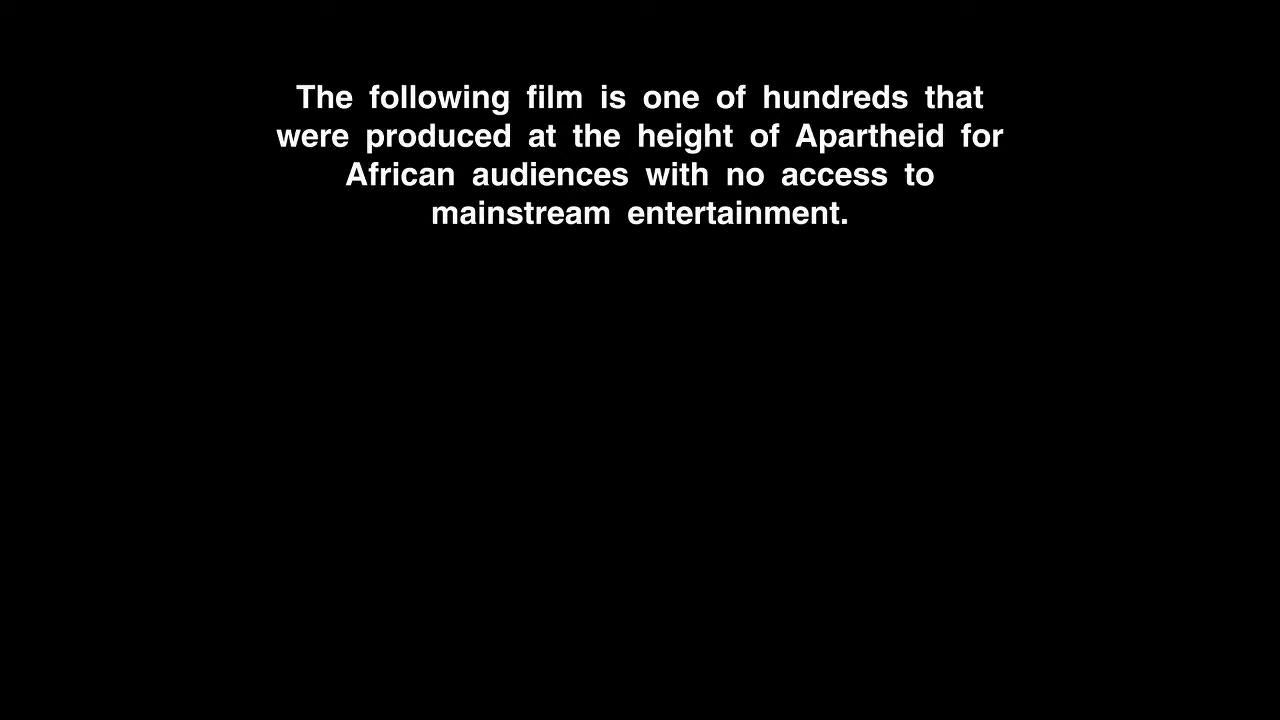 The following film is one of hundreds that
were produced at the height of Apartheid for
African audiences with no access to
mainstream entertainment.